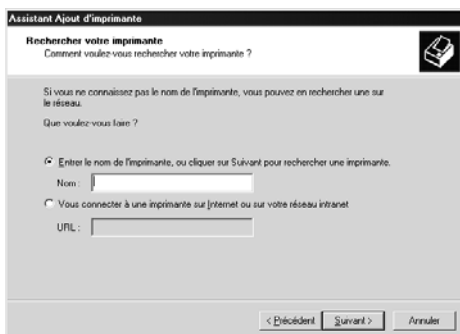 Assistant Ajout d'imprimante
Rechercher votre imprimante
Comment voulez-vous rechercher votre imprimante ?
Si vous ne connaissez pas le nom de l'imprimante, vous pouvez en rechercher une sur
le réseau.
Que voulez-vous faire ?
Entrer le nom de l'imprimante, ou cliquer sur Suivant pour rechercher une imprimante.
Nom :
Vous connecter à une imprimante sur Internet ou sur votre réseau intranet
URL :
< Précédent Suivant > Annuler